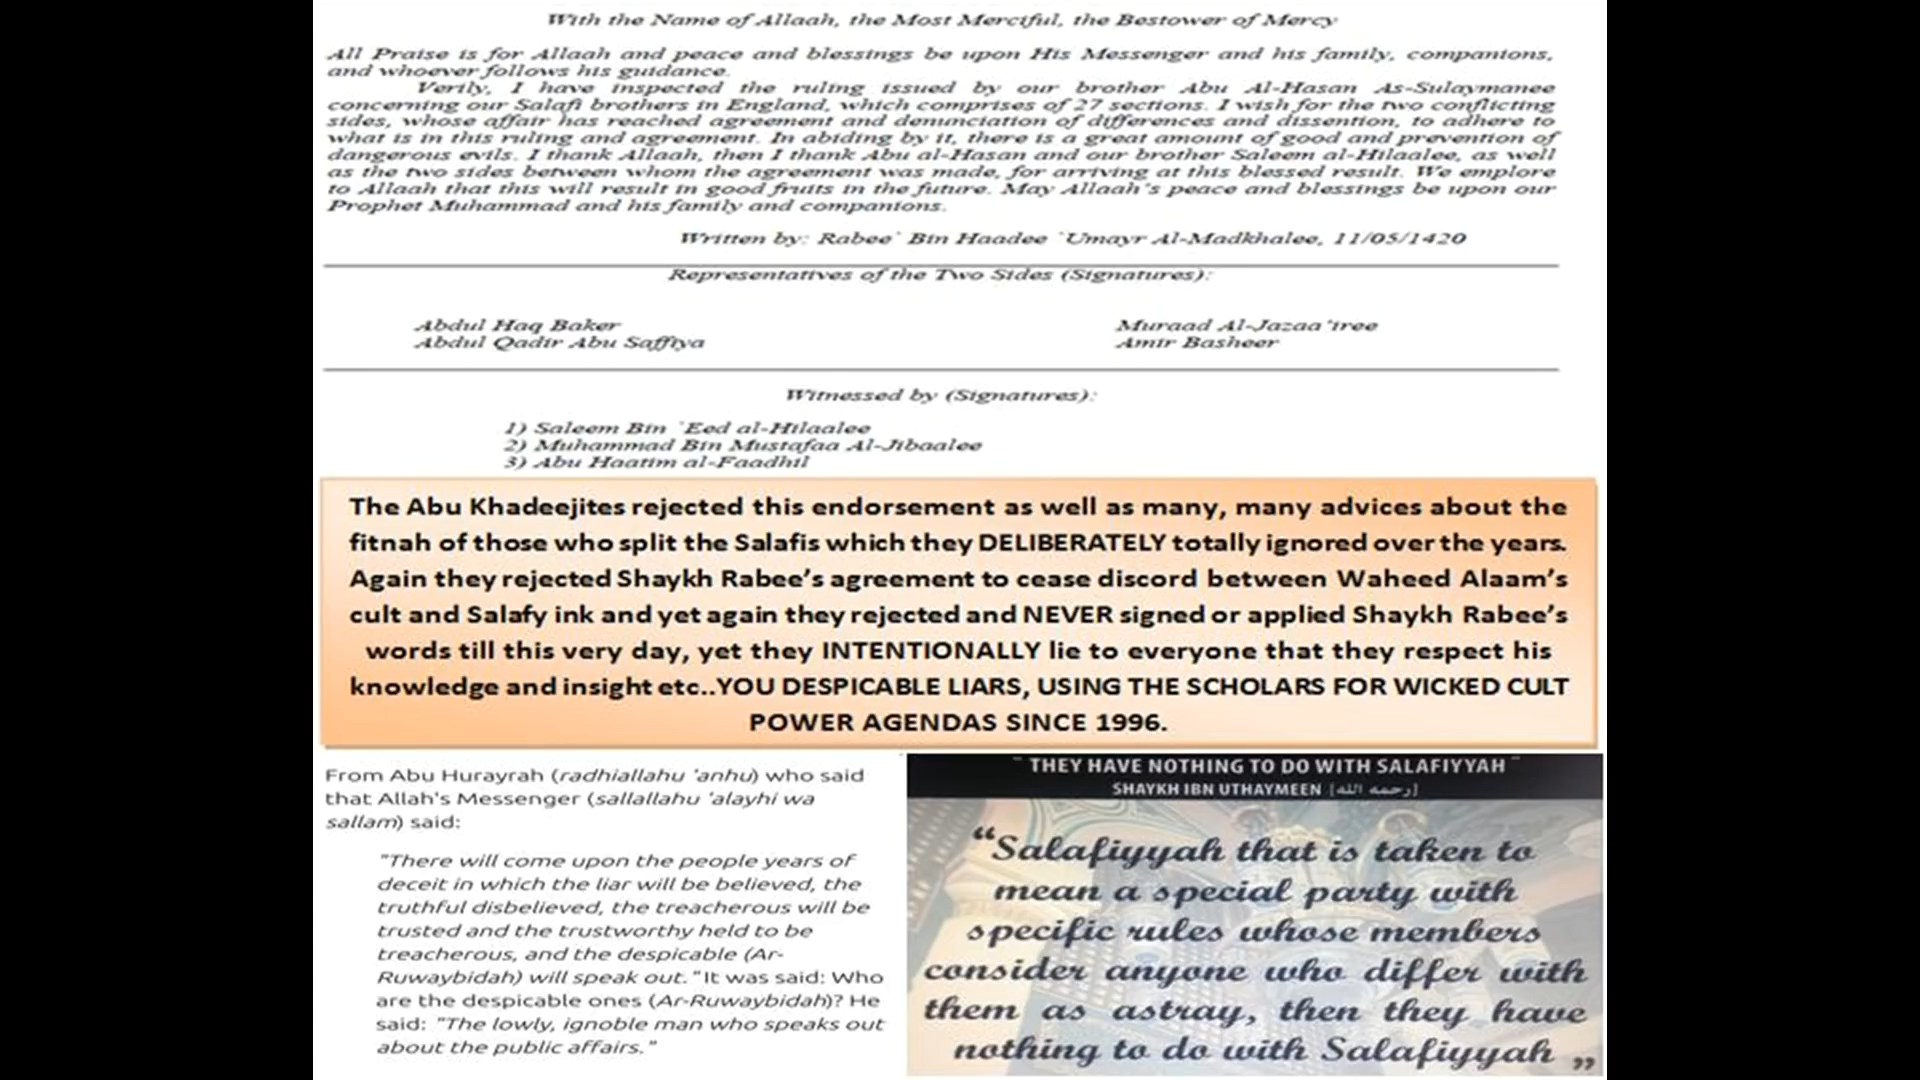 With the Name of Allaah, the Most Merciful, the Bestower of Mercy
All Praise is for Allaah and peace and blessings be upon His Messenger and his family, companions,
and whoever follows his guidance.
Verily, I have inspected the ruling issued by our brother Abu Al-Hasan As-Sulaymanee
concerning our Salafi brothers in England, which comprises of 27 sections. I wish for the two conflicting
sides, whose affair has reached agreement and denunciation of differences and dissention, to adhere to
what is in this ruling and agreement. In abiding by it, there is a great amount of good and prevention of
dangerous evils. I thank Allaah, then I thank Abu al-Hasan and our brother Saleem al-Hilaalee, as well
as the two sides between whom the agreement was made, for arriving at this blessed result. We emplore
to Allaah that this will result in good fruits in the future. May Allaah's peace and blessings be upon our
Prophet Muhammad and his family and companions.
Written by: Rabee` Bin Haadee `Umayr Al-Madkhalee, 11/05/1420
Representatives of the Two Sides (Signatures):
Abdul Haq Baker
Abdul Qadir Abu Saffiya
Muraad Al-Jazaa'iree
Amir Basheer
Witnessed by (Signatures):
1) Saleem Bin `Eed al-Hilaalee
2) Muhammad Bin Mustafaa Al-Jibaalee
3) Abu Haatim al-Faadhil
The Abu Khadeejites rejected this endorsement as well as many, many advices about the
fitnah of those who split the Salafis which they DELIBERATELY totally ignored over the years.
Again they rejected Shaykh Rabee's agreement to cease discord between Waheed Alaam's
cult and Salafy ink and yet again they rejected and NEVER signed or applied Shaykh Rabee's
words till this very day, yet they INTENTIONALLY lie to everyone that they respect his
knowledge and insight etc..YOU DESPICABLE LIARS, USING THE SCHOLARS FOR WICKED CULT
POWER AGENDAS SINCE 1996.
From Abu Hurayrah (radhiallahu 'anhu) who said
that Allah's Messenger (sallallahu 'alayhi wa
sallam) said:
"There will come upon the people years of
deceit in which the liar will be believed, the
truthful disbelieved, the treacherous will be
trusted and the trustworthy held to be
treacherous, and the despicable (Ar-
Ruwaybidah) will speak out." It was said: Who
are the despicable ones (Ar-Ruwaybidah)? He
said: "The lowly, ignoble man who speaks out
about the public affairs."
" THEY HAVE NOTHING TO DO WITH SALAFIYYAH "
SHAYKH IBN UTHAYMEEN [رحمه الله]
“Salafiyyah that is taken to
mean a special party with
specific rules whose members
consider anyone who differ with
them as astray, then they have
nothing to do with Salafiyyah ”